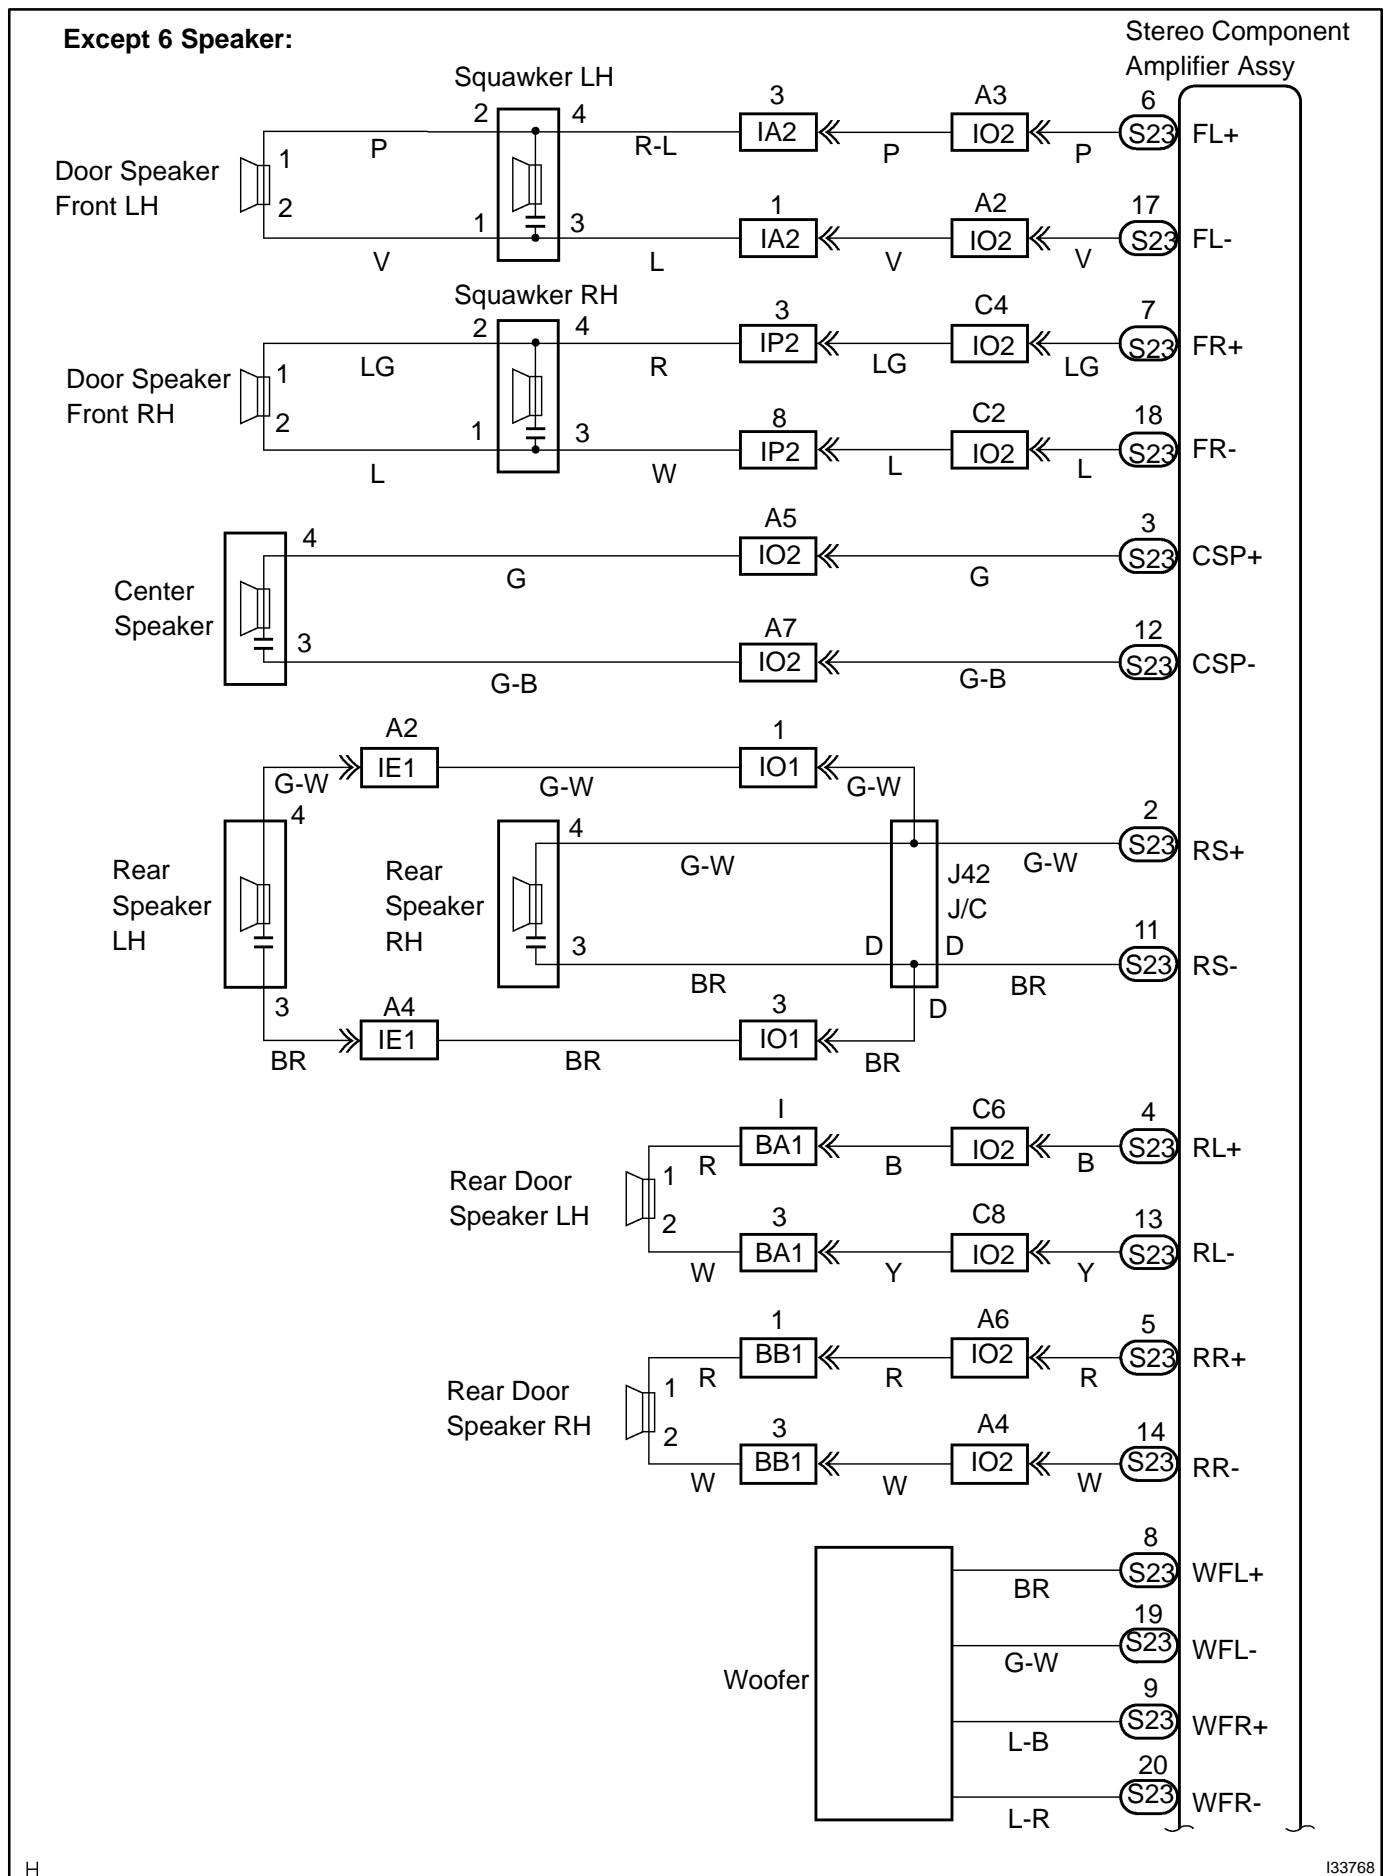 Except 6 Speaker:
Stereo Component
Amplifier Assy
Squawker LH
2 4
3
A3
6
P
R-L
IA2
P
IO2
P
S23
FL+
Door Speaker
Front LH
1
2
1 3
1
A2
17
V
L
IA2
V
IO2
V
S23
FL-
Squawker RH
2 4
3
C4
7
LG
R
IP2
LG
IO2
LG
S23
FR+
Door Speaker
Front RH
1
2
1 3
8
C2
18
L
W
IP2
L
IO2
L
S23
FR-
A5
3
4
G
IO2
G
S23
CSP+
Center
Speaker
A7
12
3
G-B
IO2
G-B
S23
CSP-
A2
1
G-W
IE1
G-W
IO1
G-W
4
4
2
G-W
G-W
S23
RS+
Rear
Speaker
LH
Rear
Speaker
RH
J42
J/C
11
3
D D
BR
BR
S23
RS-
3
A4
3
D
BR
IE1
BR
IO1
BR
I
C6
4
R
BA1
B
IO2
B
S23
RL+
Rear Door
Speaker LH
1
2
3
C8
13
W
BA1
Y
IO2
Y
S23
RL-
1
A6
5
R
BB1
R
IO2
R
S23
RR+
Rear Door
Speaker RH
1
2
3
A4
14
W
BB1
W
IO2
W
S23
RR-
8
BR
S23
WFL+
19
G-W
S23
WFL-
Woofer
9
L-B
S23
WFR+
20
L-R
S23
WFR-
H
I33768